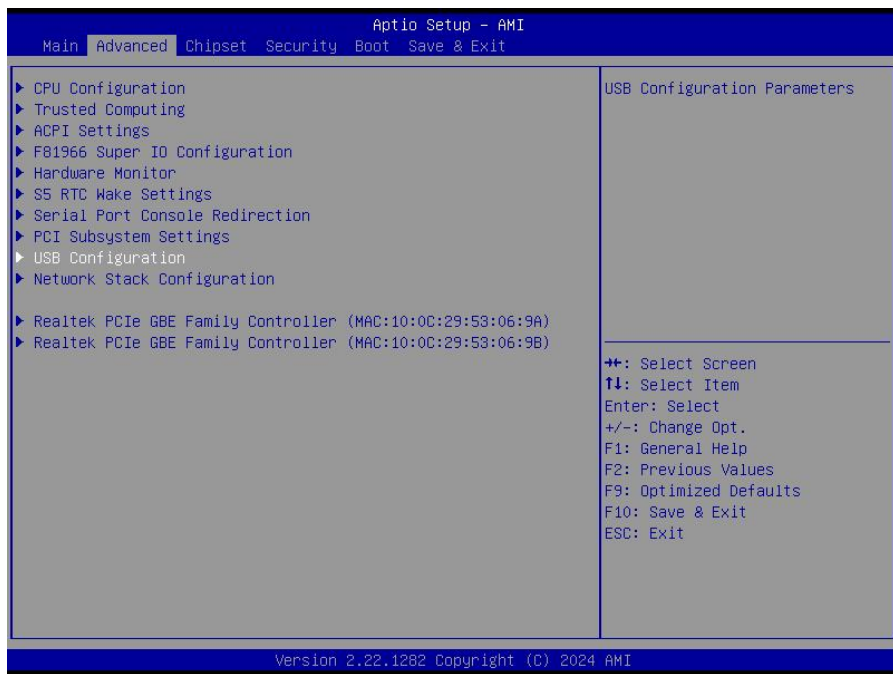 Aptio Setup – AMI
Main Advanced Chipset Security Boot Save & Exit
▶ CPU Configuration
▶ Trusted Computing
▶ ACPI Settings
▶ F81966 Super IO Configuration
▶ Hardware Monitor
▶ S5 RTC Wake Settings
▶ Serial Port Console Redirection
▶ PCI Subsystem Settings
▶ USB Configuration
▶ Network Stack Configuration
▶ Realtek PCIe GBE Family Controller (MAC:10:0C:29:53:06:9A)
▶ Realtek PCIe GBE Family Controller (MAC:10:0C:29:53:06:9B)
USB Configuration Parameters
→←: Select Screen
↑↓: Select Item
Enter: Select
+/-: Change Opt.
F1: General Help
F2: Previous Values
F9: Optimized Defaults
F10: Save & Exit
ESC: Exit
Version 2.22.1282 Copyright (C) 2024 AMI